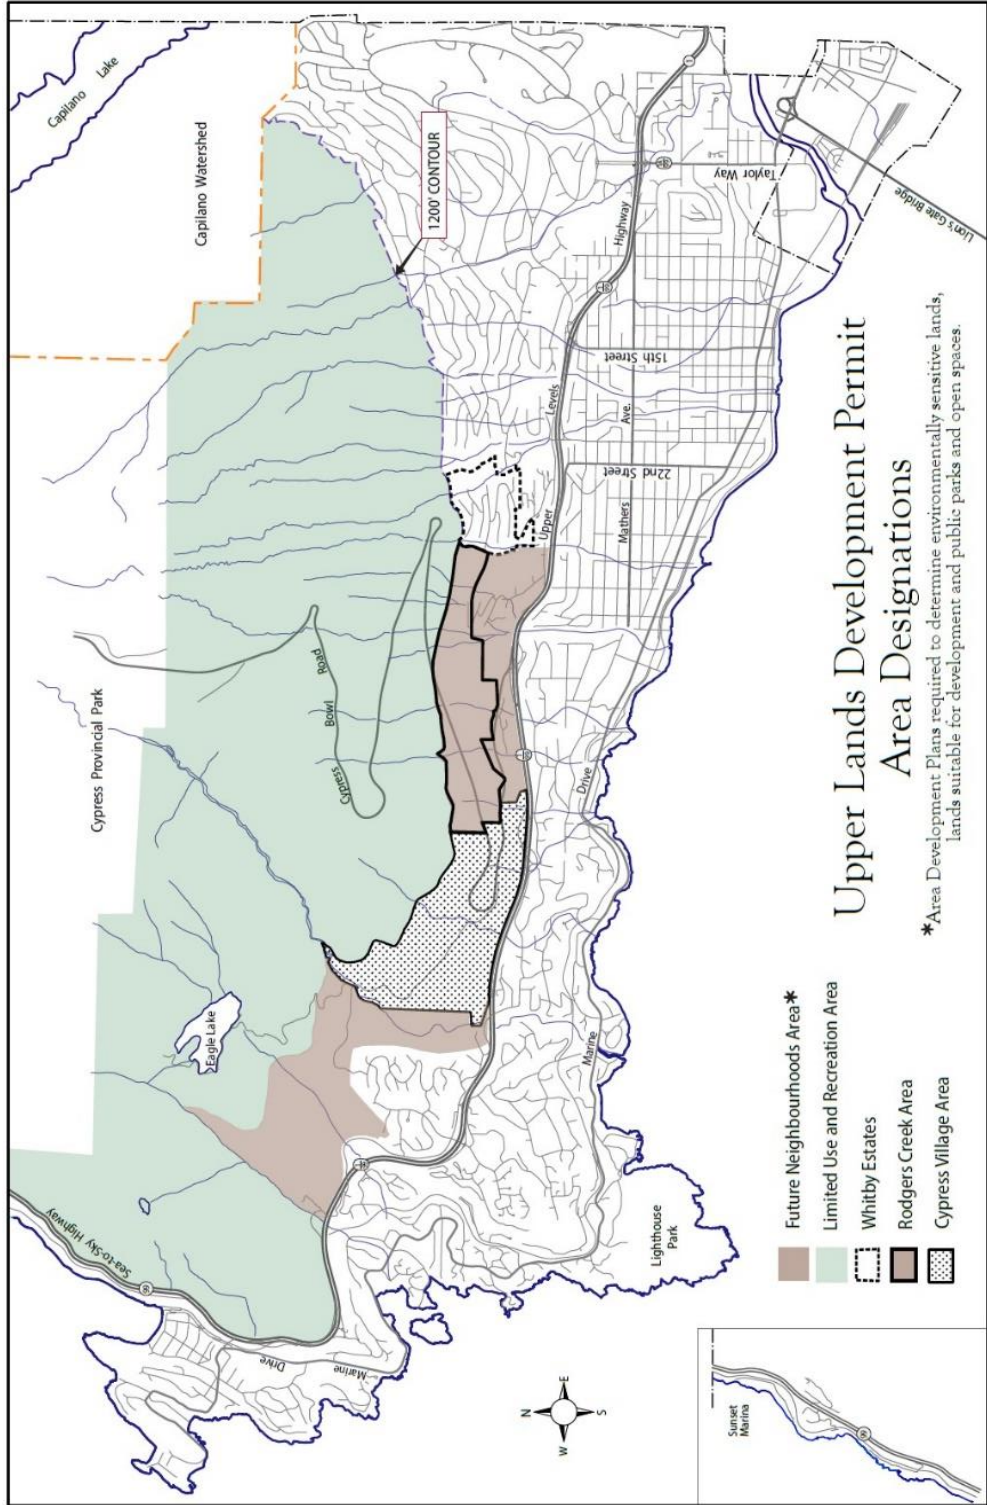 Capilano
Lake
Capilano Watershed
Cypress Provincial Park
1200' CONTOUR
Eagle Lake
Cypress
Bowl
Road
Sea-to-Sky Highway
99
Upper
Levels
Highway
1
Taylor Way
15th Street
22nd Street
Mathers
Ave.
Lion's Gate Bridge
Marine
Drive
Marine
Drive
Lighthouse
Park
N
W
E
S
Sunset
Marina
99
Future Neighbourhoods Area*
Limited Use and Recreation Area
Whitby Estates
Rodgers Creek Area
Cypress Village Area
Upper Lands Development Permit
Area Designations
*Area Development Plans required to determine environmentally sensitive lands,
lands suitable for development and public parks and open spaces.